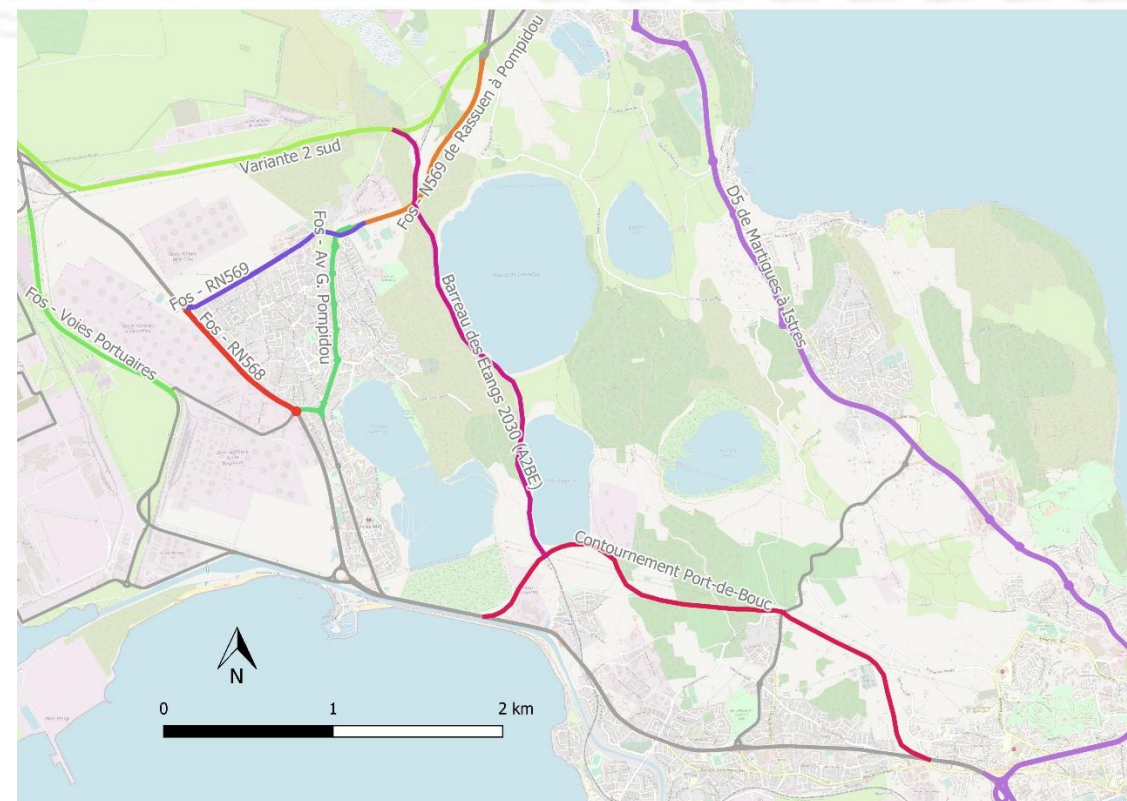 Variante 2 sud
Fos - N569 de Rassuen à Pompidou
D5 de Martigues à Istres
Fos - RN569
Fos - Av G. Pompidou
Fos - Voies Portuaires
Fos - RN568
Barreau des Etangs 2030 (A2BE)
Contournement Port-de-Bouc
N
0 1 2 km